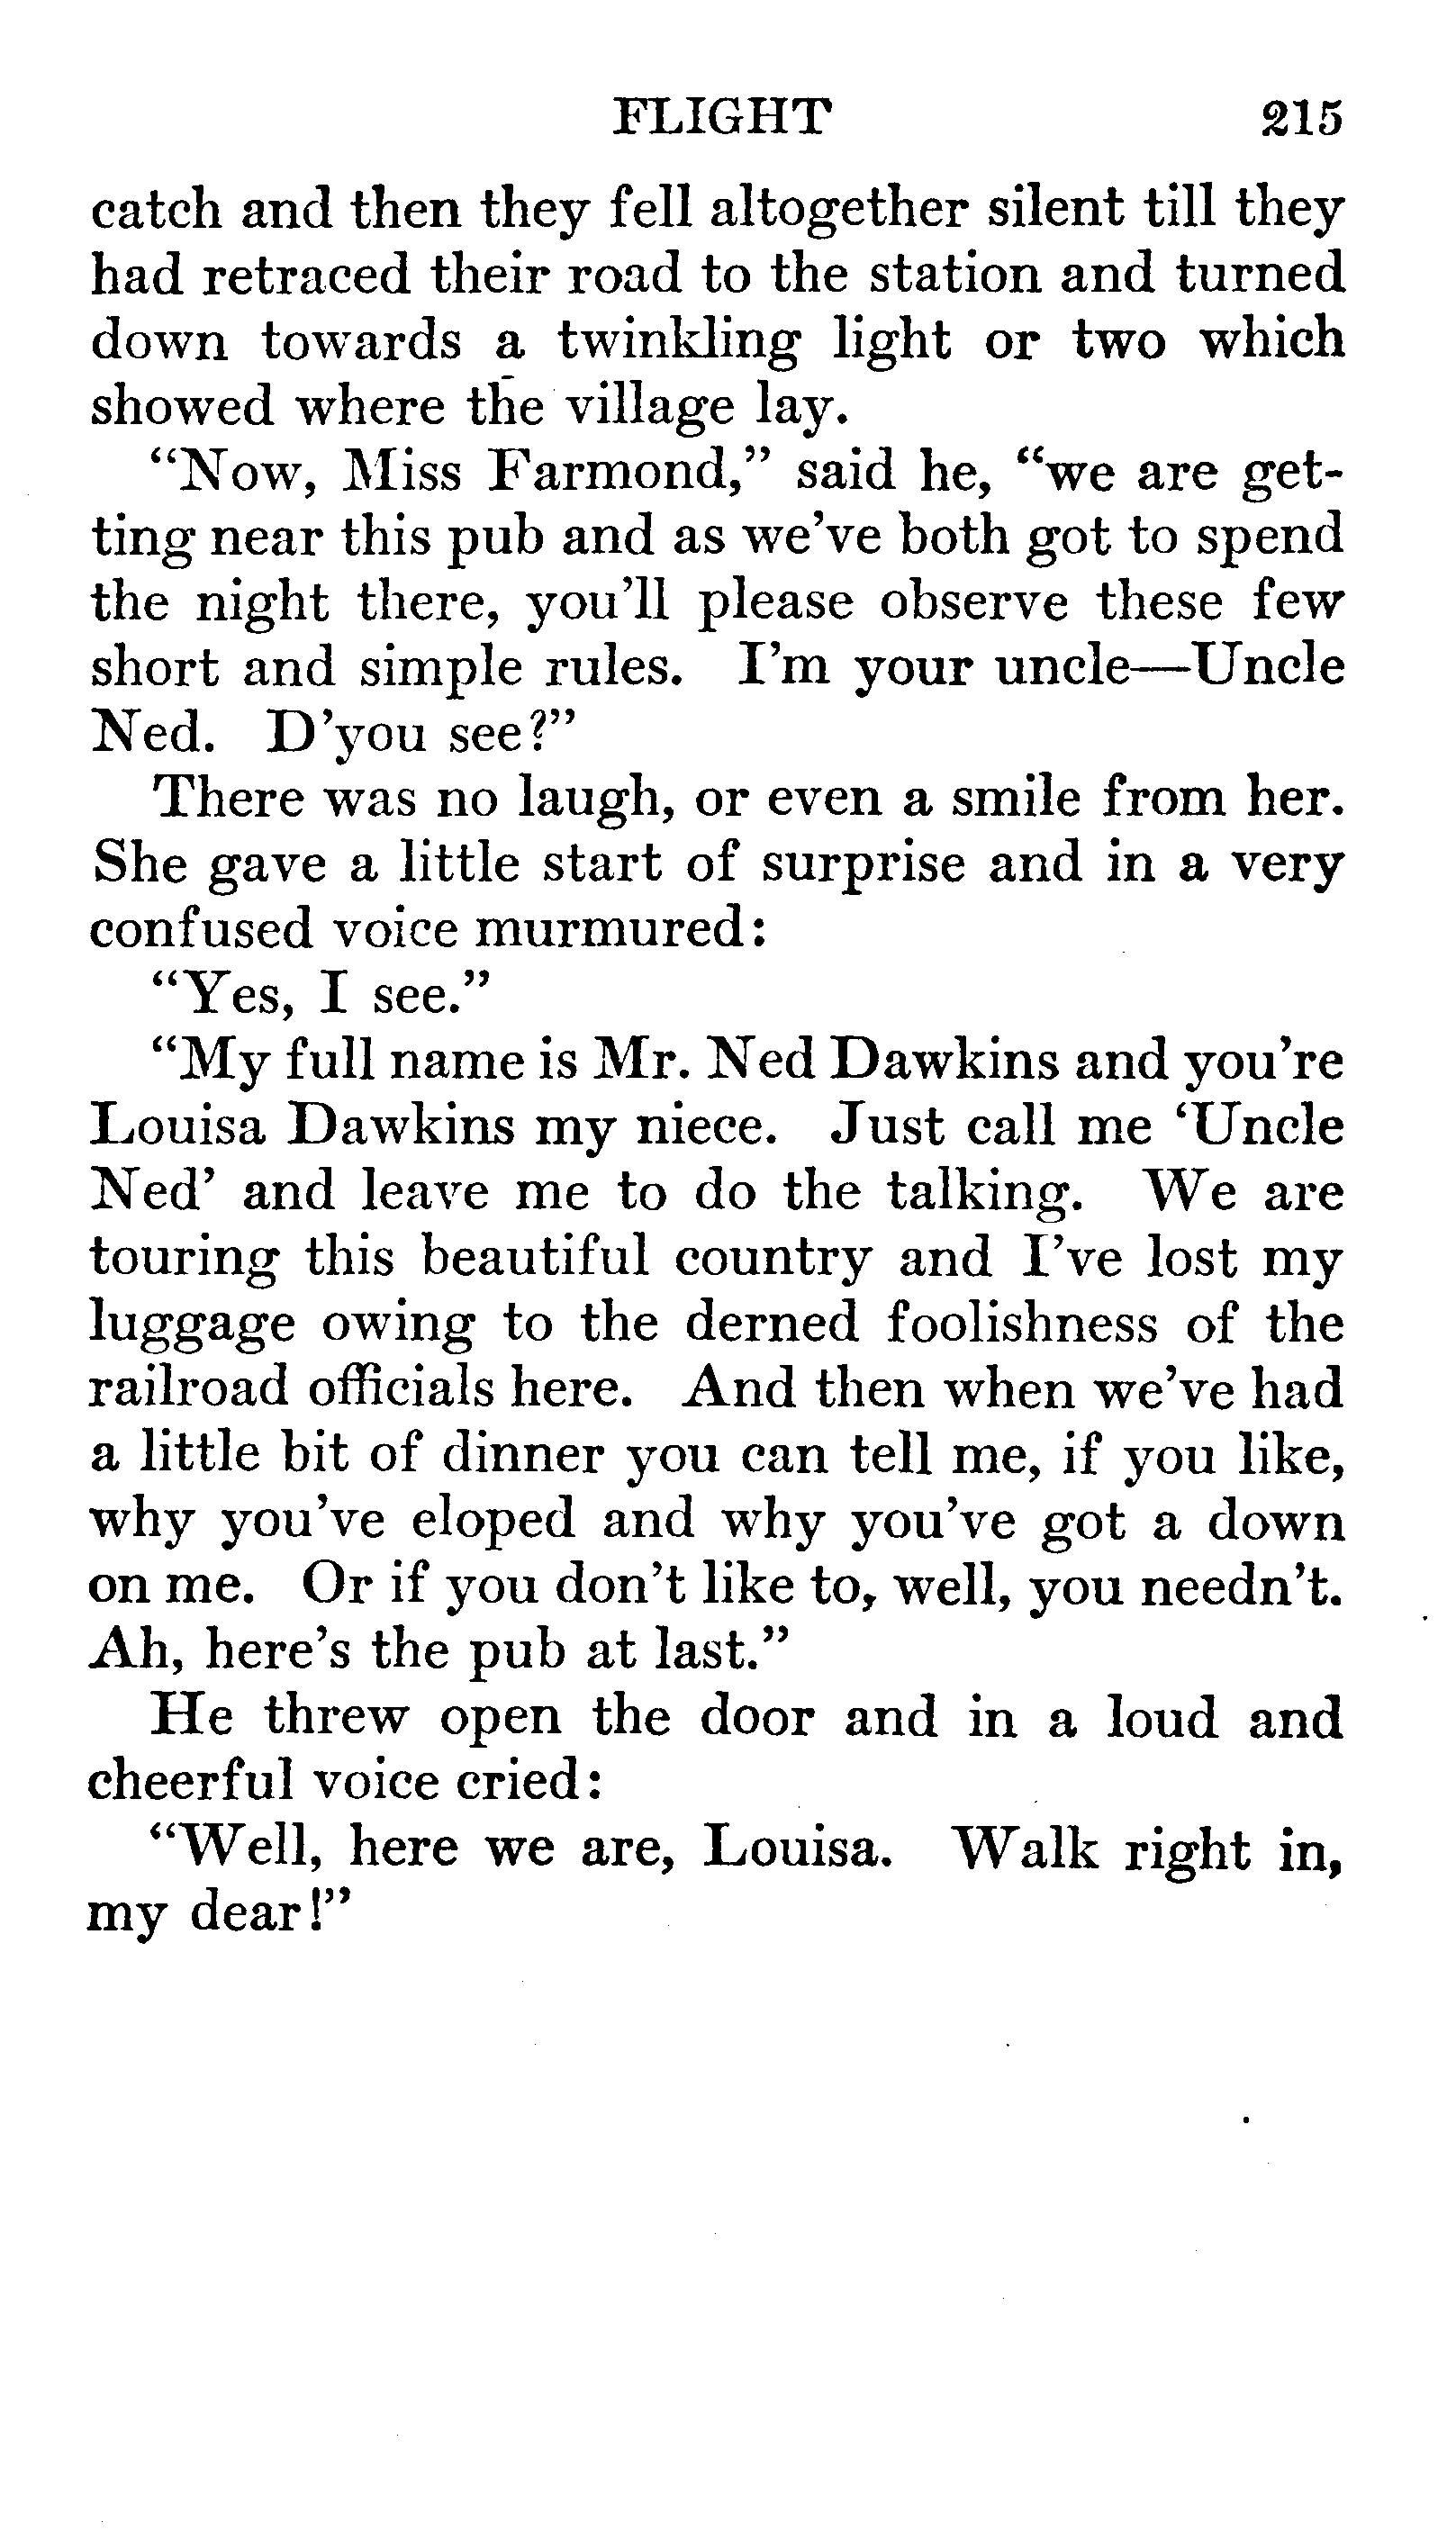 FLIGHT 215
catch and then they fell altogether silent till they
had retraced their road to the station and turned
down towards a twinkling light or two which
showed where the village lay.
“Now, Miss Farmond,” said he, “we are get-
ting near this pub and as we’ve both got to spend
the night there, you’ll please observe these few
short and simple rules. I’m your uncle—Uncle
Ned. D’you see?”
There was no laugh, or even a smile from her.
She gave a little start of surprise and in a very
confused voice murmured:
“Yes, I see.”
“My full name is Mr. Ned Dawkins and you’re
Louisa Dawkins my niece. Just call me ‘Uncle
Ned’ and leave me to do the talking. We are
touring this beautiful country and I’ve lost my
luggage owing to the derned foolishness of the
railroad officials here. And then when we’ve had
a little bit of dinner you can tell me, if you like,
why you’ve eloped and why you’ve got a down
on me. Or if you don’t like to, well, you needn’t.
Ah, here’s the pub at last.”
He threw open the door and in a loud and
cheerful voice cried:
“Well, here we are, Louisa. Walk right in,
my dear!”